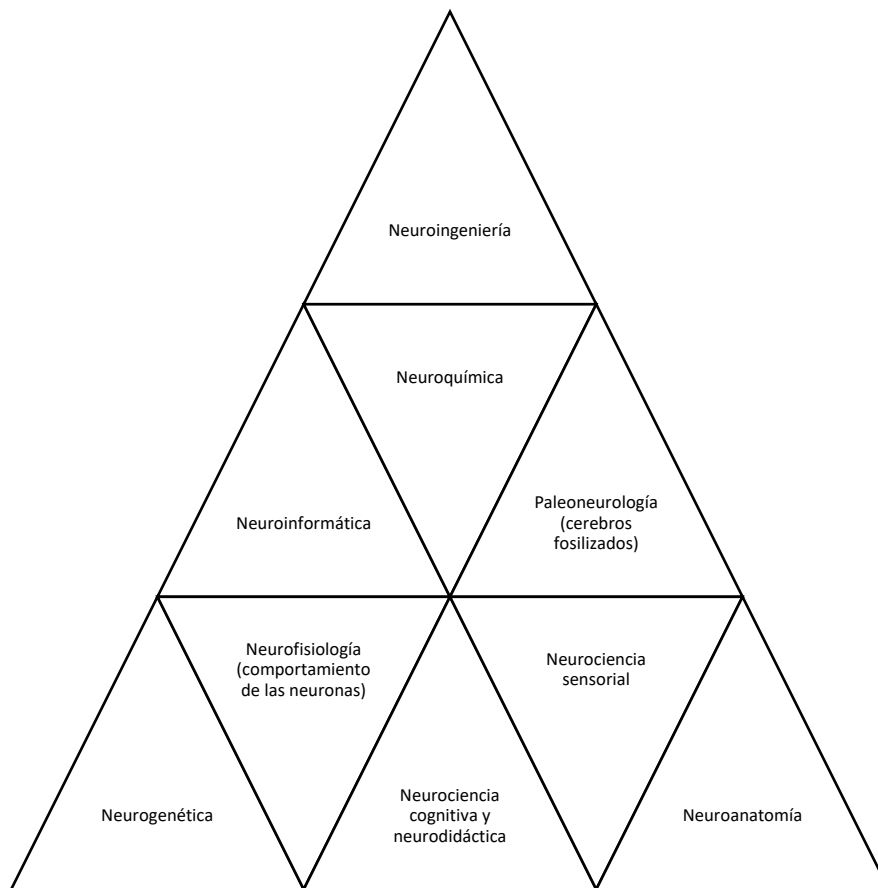 Neuroingeniería
Neuroquímica
Neuroinformática
Paleoneurología
(cerebros
fosilizados)
Neurofisiología
(comportamiento
de las neuronas)
Neurociencia
sensorial
Neurogenética
Neurociencia
cognitiva y
neurodidáctica
Neuroanatomía